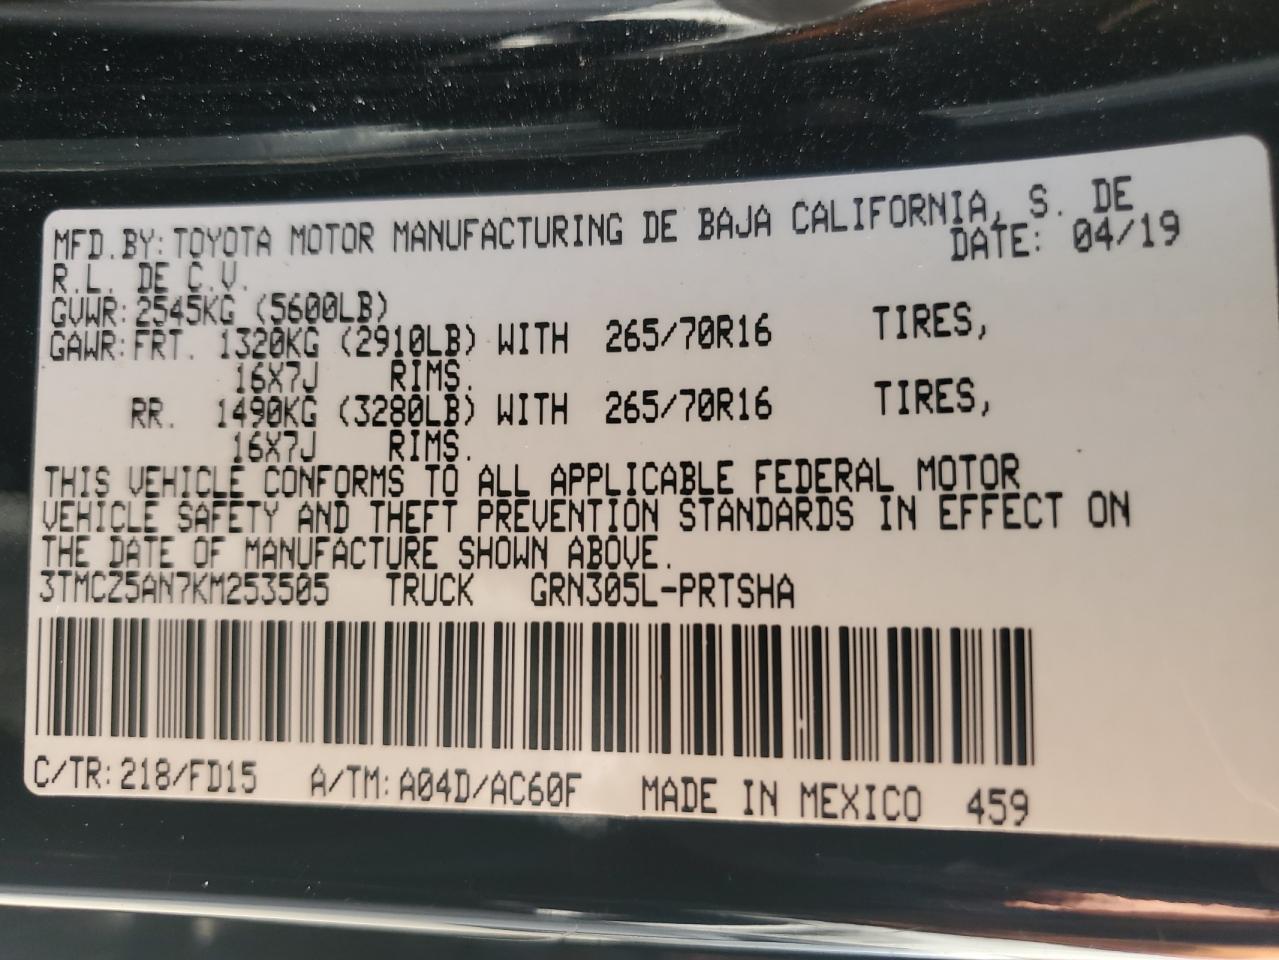 MFD.BY:TOYOTA MOTOR MANUFACTURING DE BAJA CALIFORNIA, S. DE
R.L. DE C.V. DATE: 04/19
GVWR:2545KG (5600LB)
GAWR:FRT. 1320KG (2910LB) WITH 265/70R16 TIRES,
16X7J RIMS.
RR. 1490KG (3280LB) WITH 265/70R16 TIRES,
16X7J RIMS.
THIS VEHICLE CONFORMS TO ALL APPLICABLE FEDERAL MOTOR
VEHICLE SAFETY AND THEFT PREVENTION STANDARDS IN EFFECT ON
THE DATE OF MANUFACTURE SHOWN ABOVE.
3TMCZ5AN7KM253505 TRUCK GRN305L-PRTSHA
C/TR:218/FD15 A/TM:A04D/AC60F MADE IN MEXICO 459